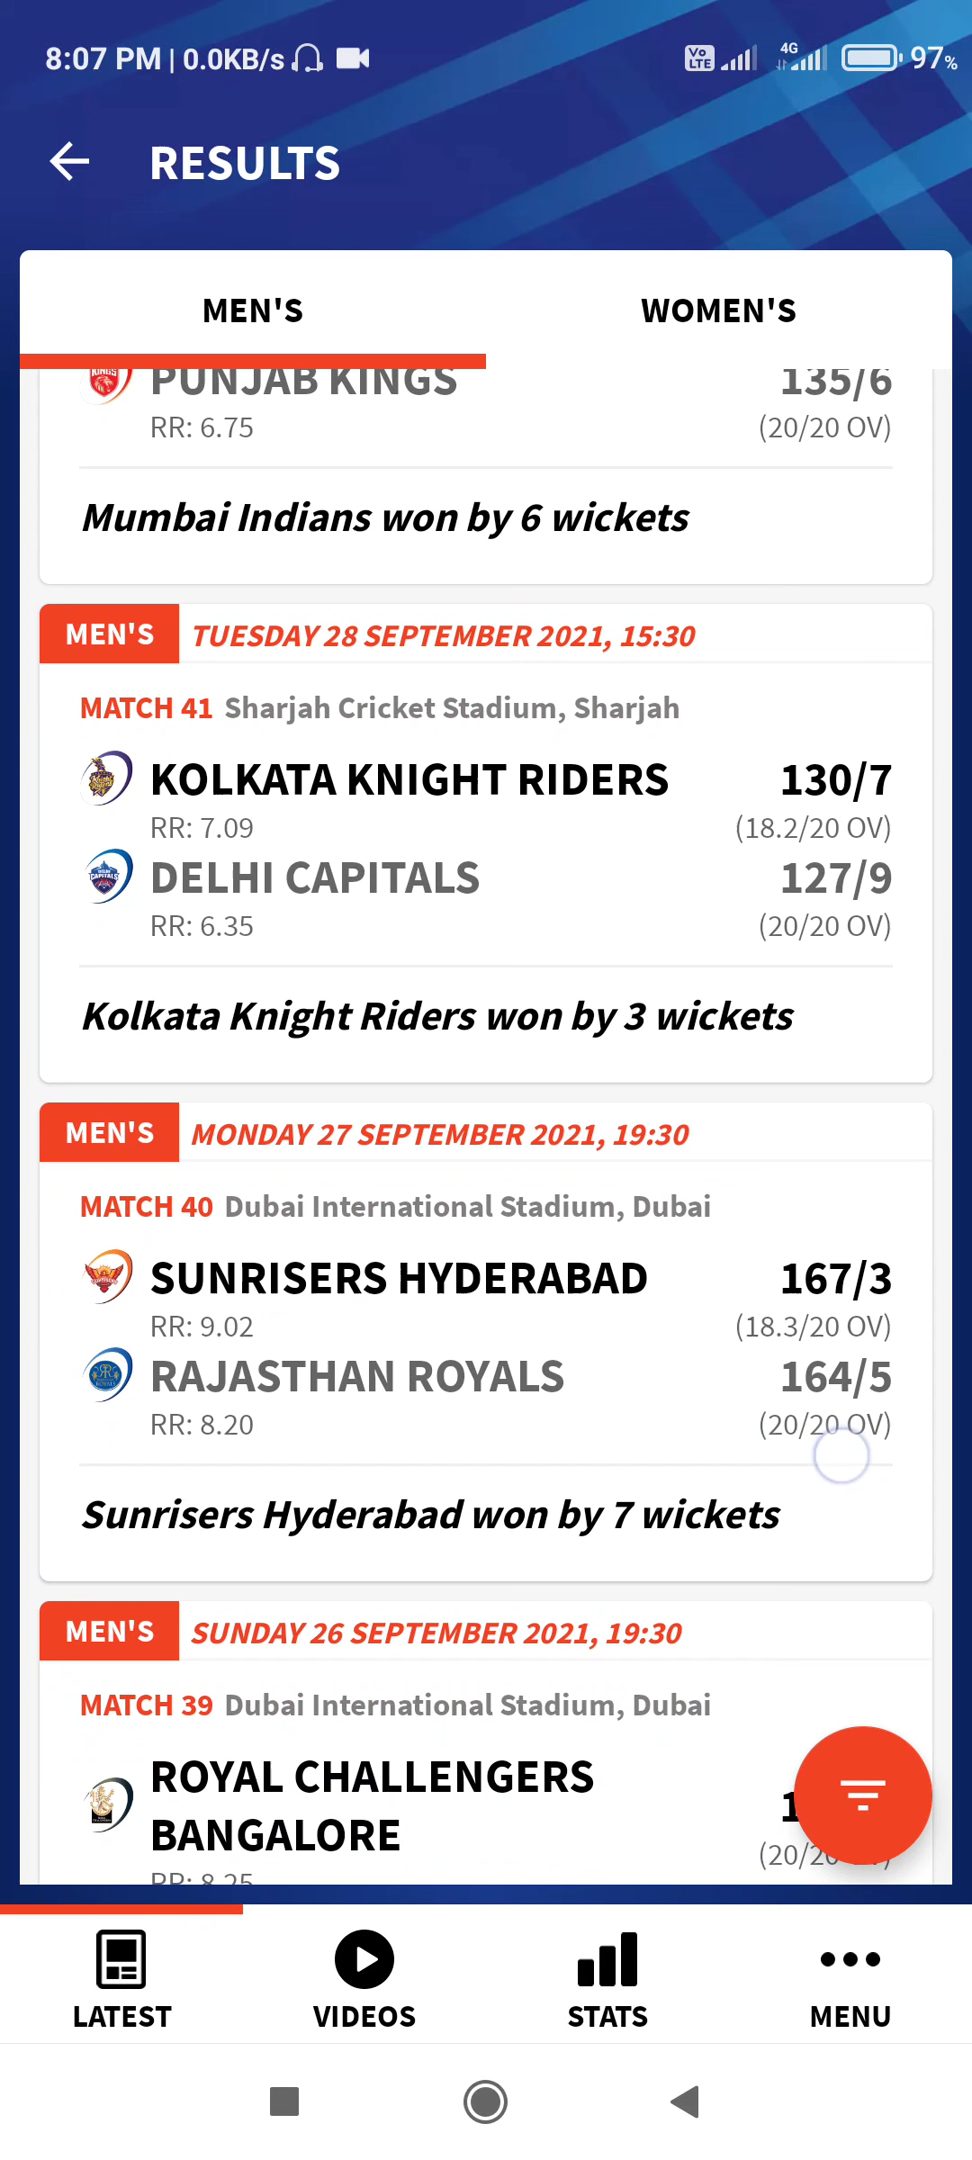 8:07 PM | 0.0KB/s Vo LTE 4G 97%
RESULTS
MEN'S WOMEN'S
PUNJAB KINGS 135/6
RR: 6.75 (20/20 OV)
Mumbai Indians won by 6 wickets
MEN'S TUESDAY 28 SEPTEMBER 2021, 15:30
MATCH 41 Sharjah Cricket Stadium, Sharjah
KOLKATA KNIGHT RIDERS 130/7
RR: 7.09 (18.2/20 OV)
DELHI CAPITALS 127/9
RR: 6.35 (20/20 OV)
Kolkata Knight Riders won by 3 wickets
MEN'S MONDAY 27 SEPTEMBER 2021, 19:30
MATCH 40 Dubai International Stadium, Dubai
SUNRISERS HYDERABAD 167/3
RR: 9.02 (18.3/20 OV)
RAJASTHAN ROYALS 164/5
RR: 8.20 (20/20 OV)
Sunrisers Hyderabad won by 7 wickets
MEN'S SUNDAY 26 SEPTEMBER 2021, 19:30
MATCH 39 Dubai International Stadium, Dubai
ROYAL CHALLENGERS
BANGALORE
RR: 8.25
LATEST VIDEOS STATS MENU